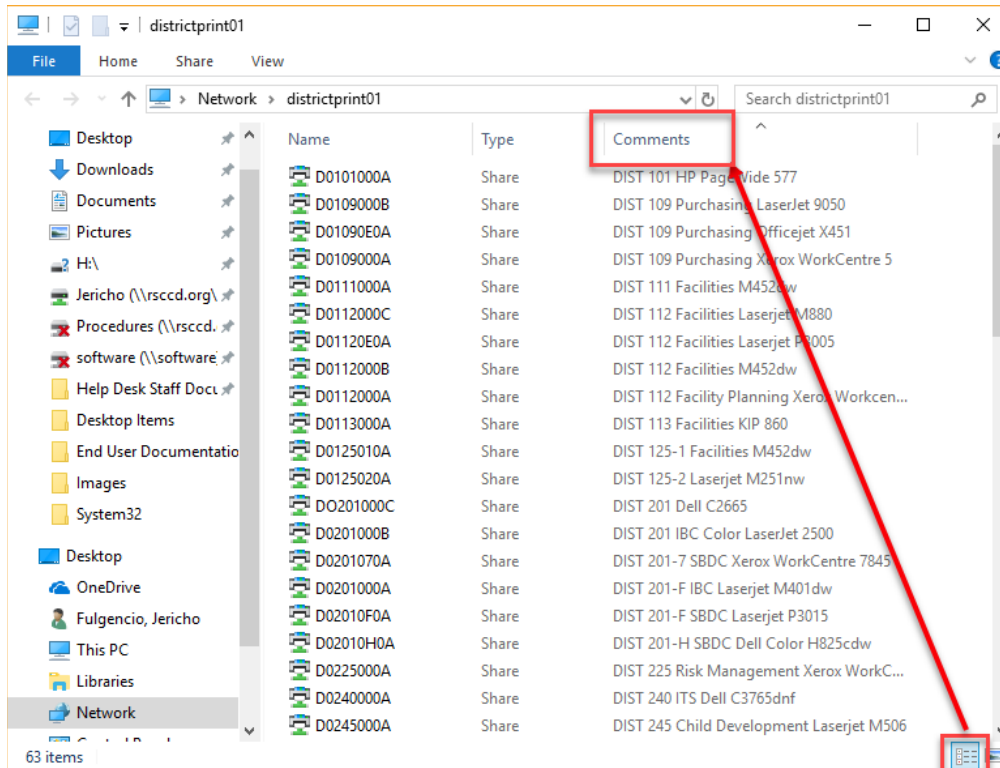 districtprint01
File Home Share View
Network > districtprint01 Search districtprint01
Desktop
Downloads
Documents
Pictures
H:\
Jericho (\\rsccd.org\
Procedures (\\rsccd.
software (\\software
Help Desk Staff Docu
Desktop Items
End User Documentatio
Images
System32
Desktop
OneDrive
Fulgencio, Jericho
This PC
Libraries
Network
Name Type Comments
D0101000A Share DIST 101 HP PageWide 577
D0109000B Share DIST 109 Purchasing LaserJet 9050
D01090E0A Share DIST 109 Purchasing Officejet X451
D0109000A Share DIST 109 Purchasing Xerox WorkCentre 5
D0111000A Share DIST 111 Facilities M452dw
D0112000C Share DIST 112 Facilities Laserjet M880
D01120E0A Share DIST 112 Facilities Laserjet P3005
D0112000B Share DIST 112 Facilities M452dw
D0112000A Share DIST 112 Facility Planning Xerox Workcen...
D0113000A Share DIST 113 Facilities KIP 860
D0125010A Share DIST 125-1 Facilities M452dw
D0125020A Share DIST 125-2 Laserjet M251nw
DO201000C Share DIST 201 Dell C2665
D0201000B Share DIST 201 IBC Color LaserJet 2500
D0201070A Share DIST 201-7 SBDC Xerox WorkCentre 7845
D0201000A Share DIST 201-F IBC Laserjet M401dw
D02010F0A Share DIST 201-F SBDC Laserjet P3015
D02010H0A Share DIST 201-H SBDC Dell Color H825cdw
D0225000A Share DIST 225 Risk Management Xerox WorkC...
D0240000A Share DIST 240 ITS Dell C3765dnf
D0245000A Share DIST 245 Child Development Laserjet M506
63 items